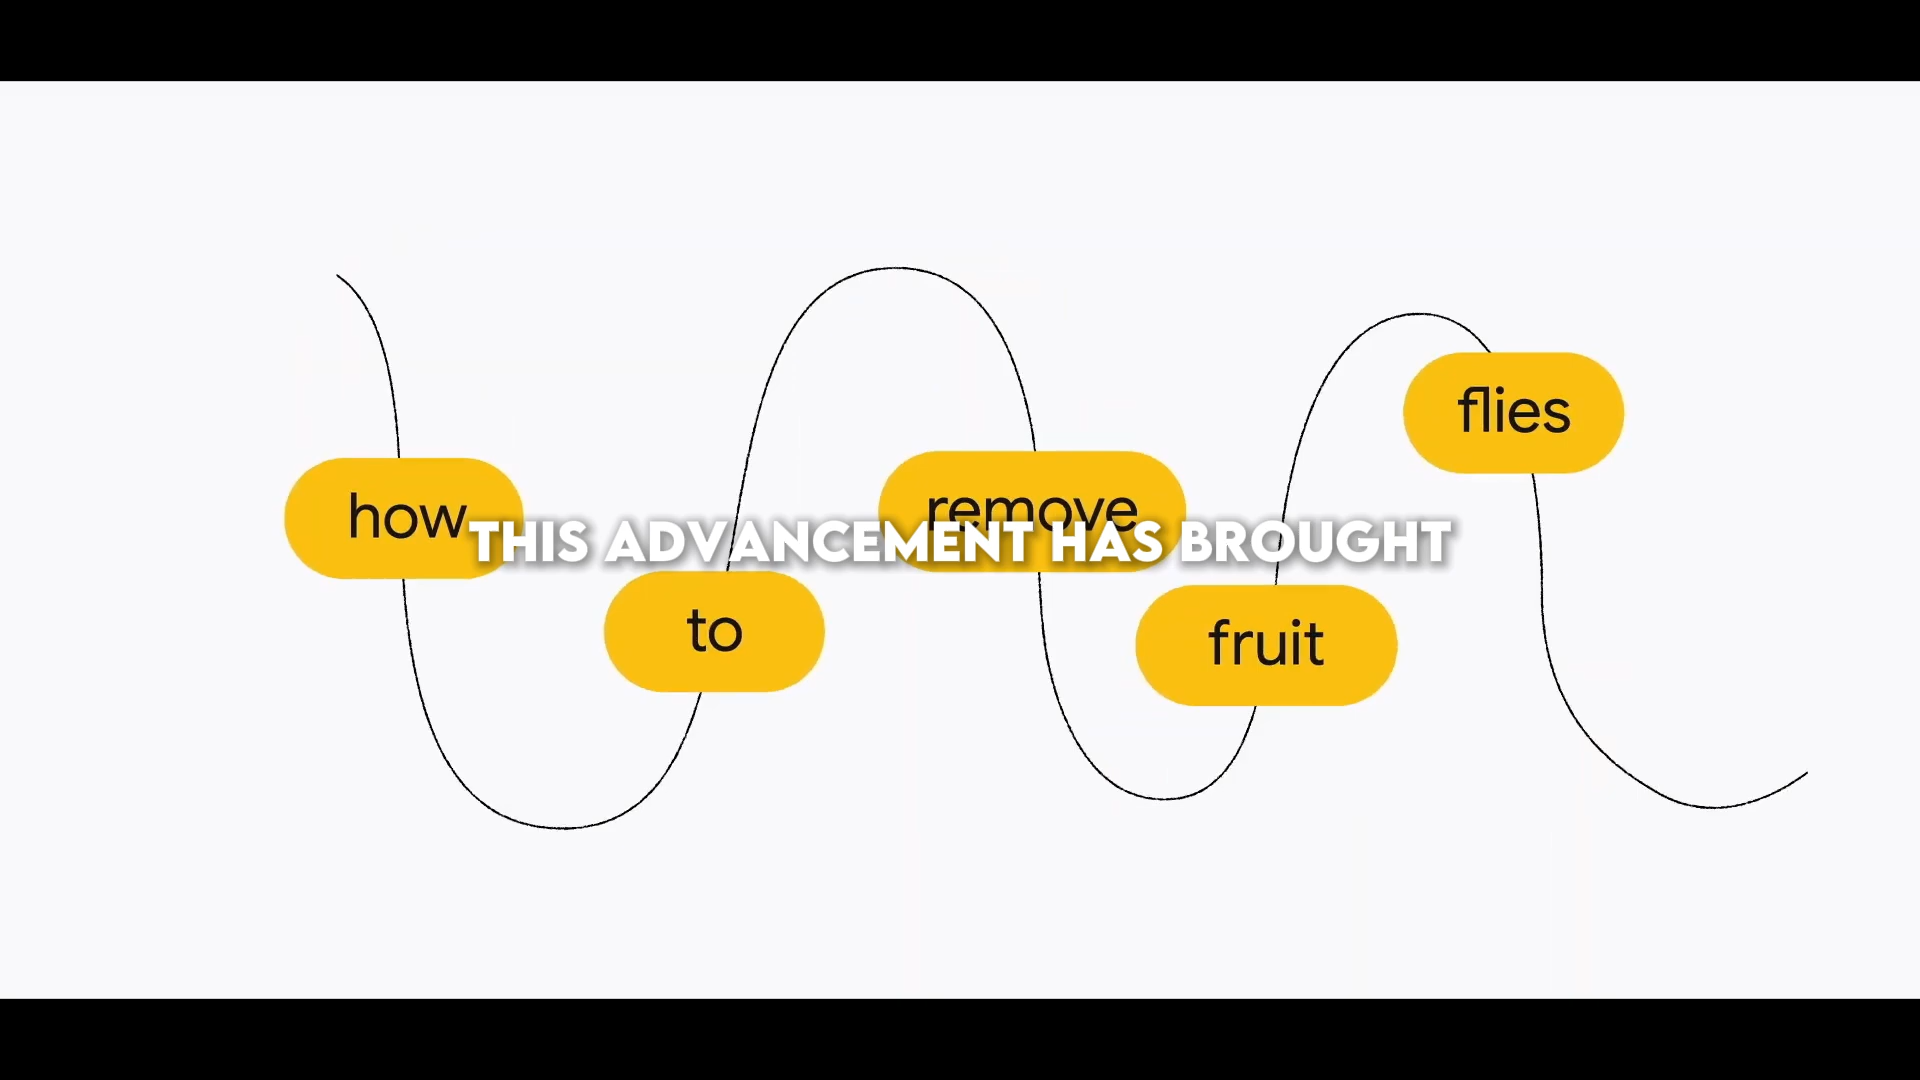 how
to
remove
fruit
flies
THIS ADVANCEMENT HAS BROUGHT